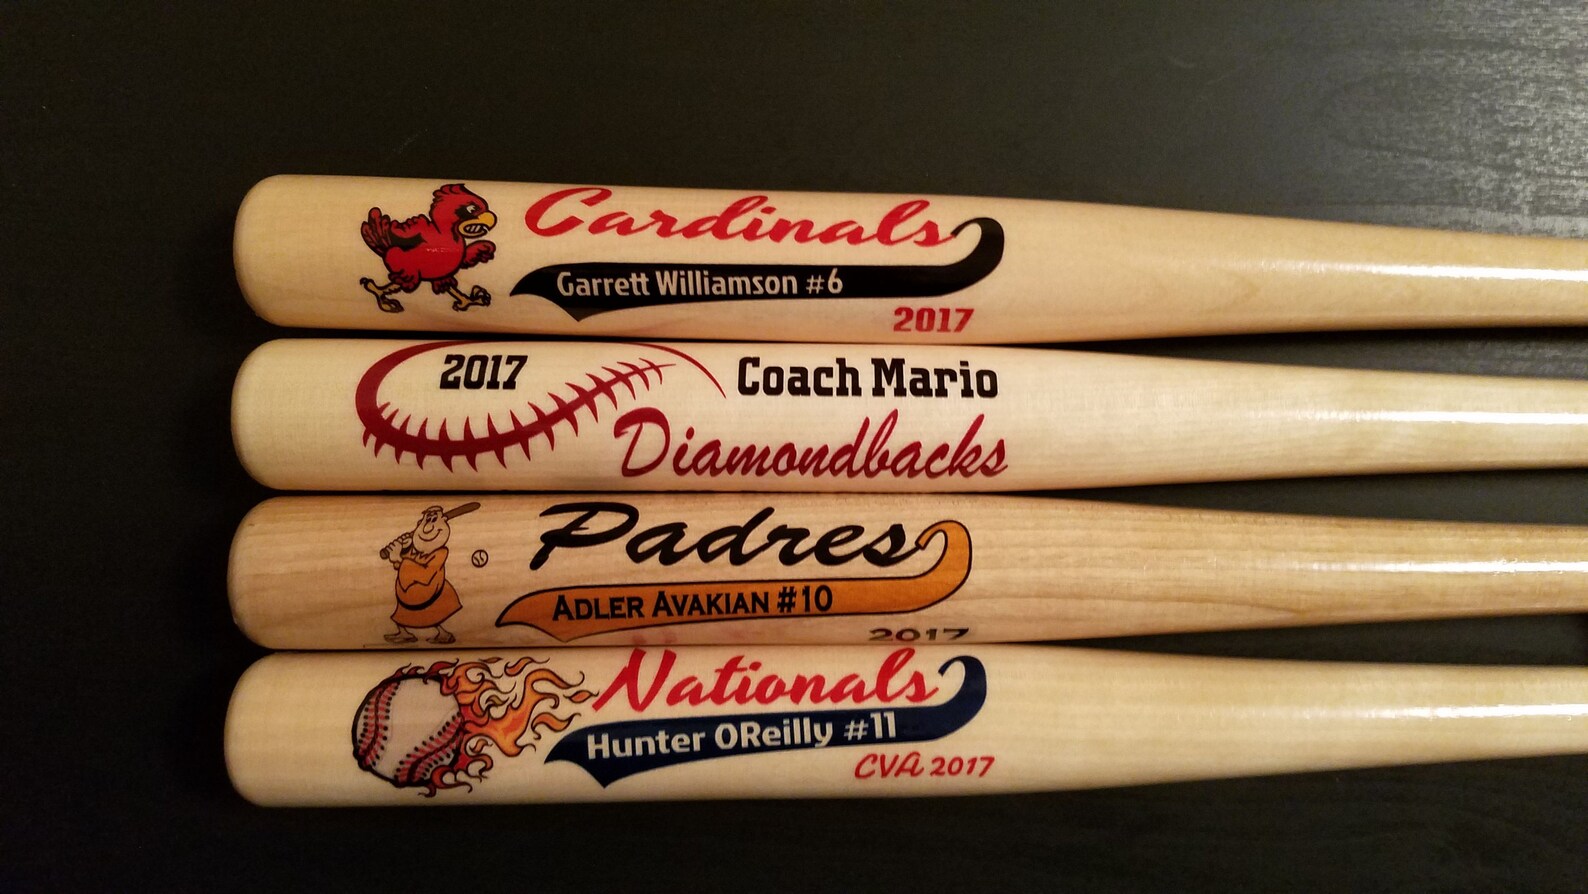 Cardinals
Garrett Williamson #6
2017
2017
Coach Mario
Diamondbacks
Padres
ADLER AVAKIAN #10
2017
Nationals
Hunter OReilly #11
CVA 2017